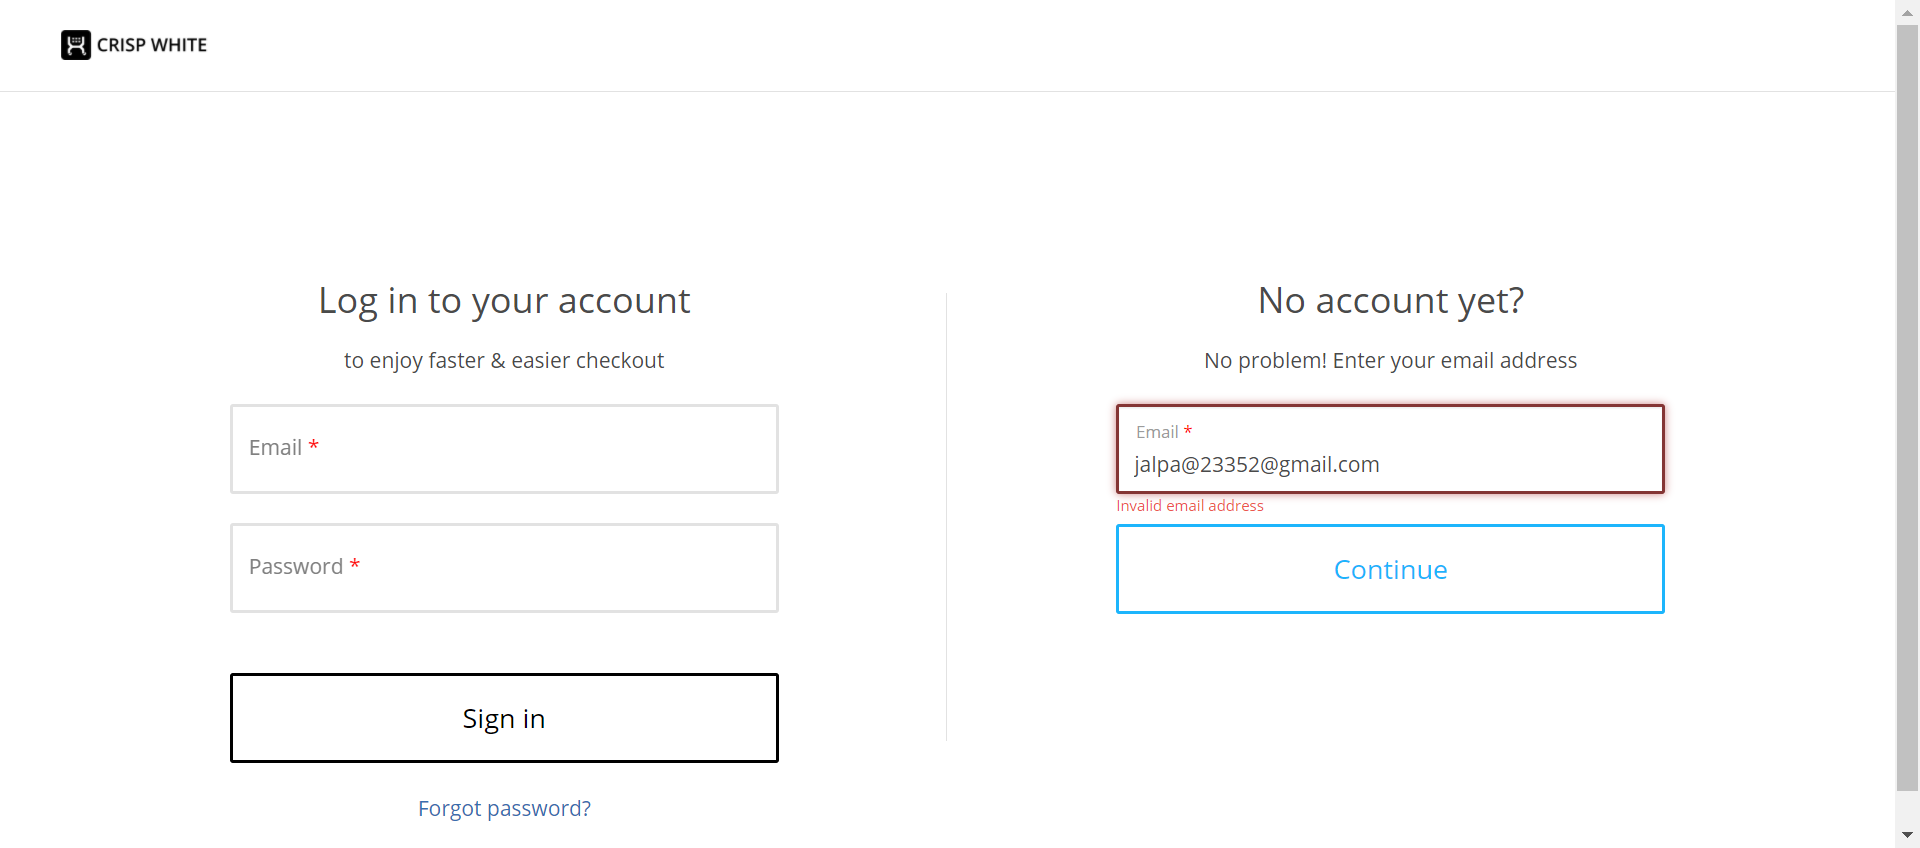 CRISP WHITE
Log in to your account
to enjoy faster & easier checkout
Email *
Password *
Sign in
Forgot password?
No account yet?
No problem! Enter your email address
Email *
jalpa@23352@gmail.com
Invalid email address
Continue